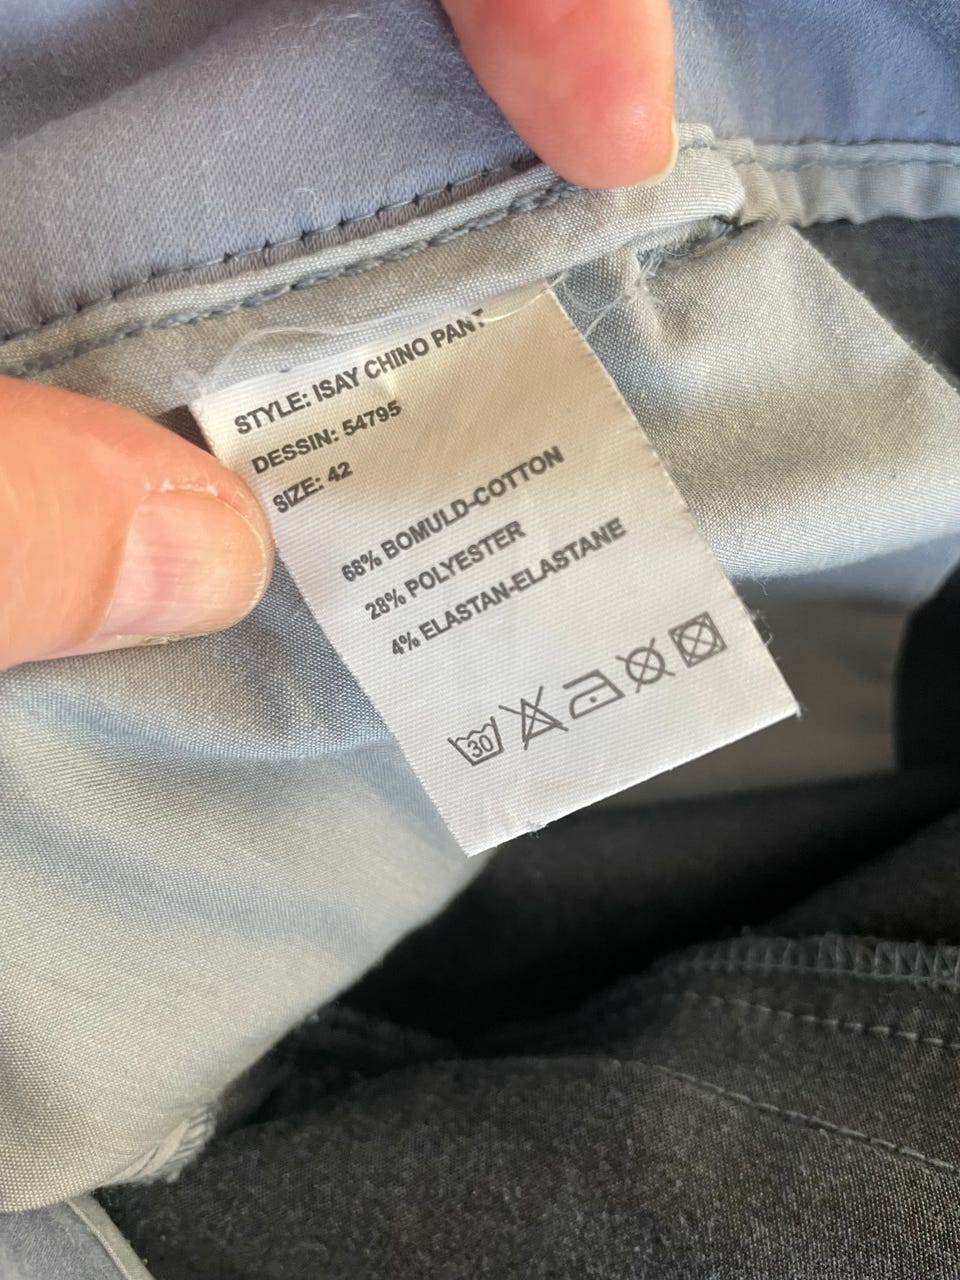 STYLE: ISAY CHINO PANT
DESSIN: 54795
SIZE: 42
68% BOMULD-COTTON
28% POLYESTER
4% ELASTAN-ELASTANE
30